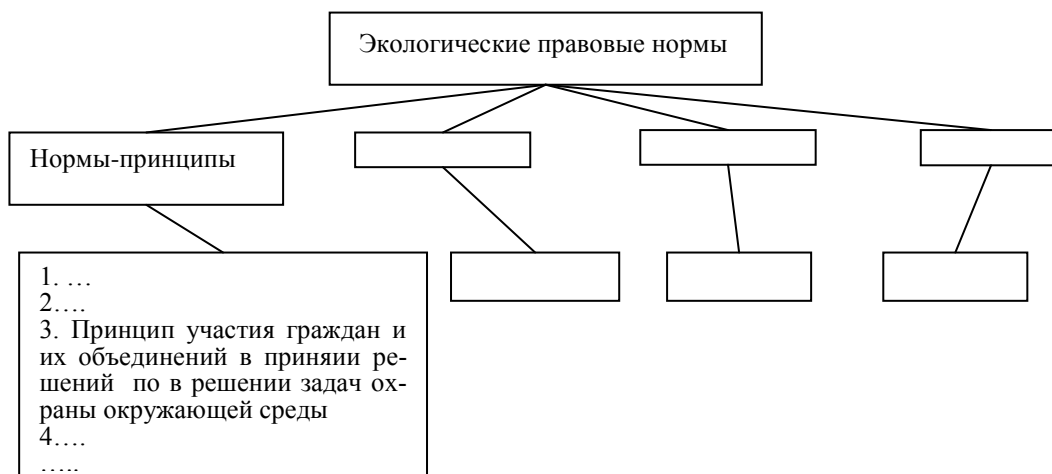 Экологические правовые нормы
Нормы-принципы
1. …
2….
3. Принцип участия граждан и
их объединений в приняии ре-
шений по в решении задач ох-
раны окружающей среды
4….
…..